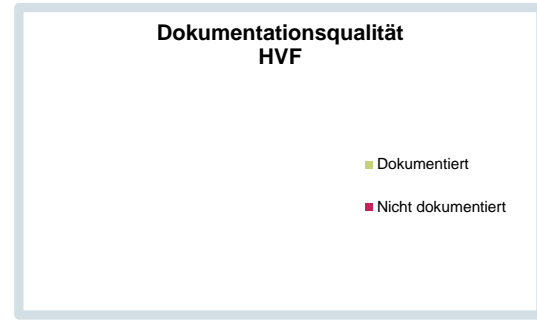 Dokumentationsqualität
HVF
Dokumentiert
Nicht dokumentiert